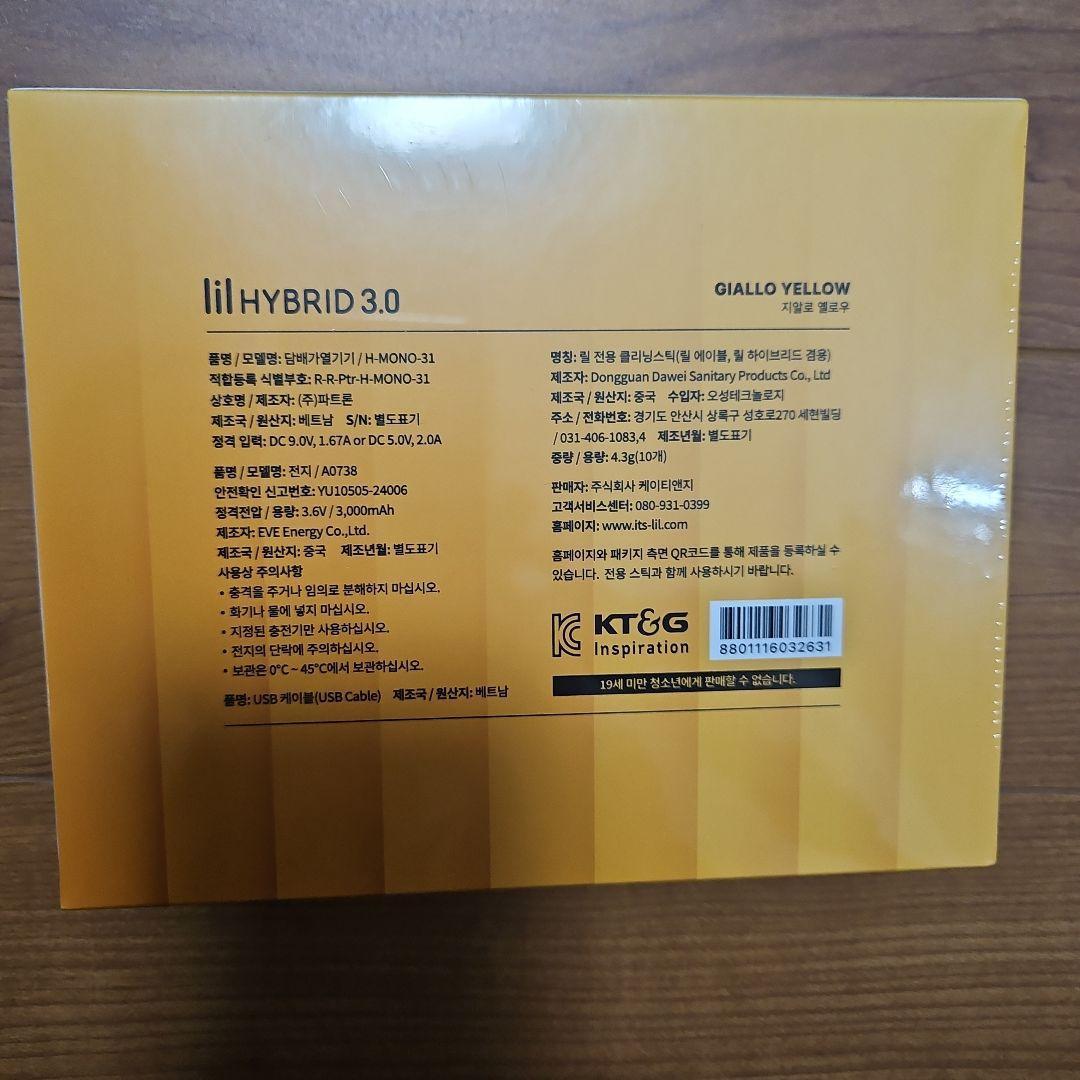 lil HYBRID 3.0
GIALLO YELLOW
지알로 옐로우
품명 / 모델명: 담배가열기기 / H-MONO-31
적합등록 식별부호: R-R-Ptr-H-MONO-31
상호명 / 제조자: (주)파트론
제조국 / 원산지: 베트남 S/N: 별도표기
정격 입력: DC 9.0V, 1.67A or DC 5.0V, 2.0A
품명 / 모델명: 전지 / A0738
안전확인 신고번호: YU10505-24006
정격전압 / 용량: 3.6V / 3,000mAh
제조자: EVE Energy Co.,Ltd.
제조국 / 원산지: 중국 제조년월: 별도표기
사용상 주의사항
• 충격을 주거나 임의로 분해하지 마십시오.
• 화기나 물에 넣지 마십시오.
• 지정된 충전기만 사용하십시오.
• 전지의 단락에 주의하십시오.
• 보관은 0°C ~ 45°C에서 보관하십시오.
품명: USB 케이블(USB Cable) 제조국 / 원산지: 베트남
명칭: 릴 전용 클리닝스틱(릴 에이블, 릴 하이브리드 겸용)
제조자: Dongguan Dawei Sanitary Products Co., Ltd
제조국 / 원산지: 중국 수입자: 오성테크놀로지
주소 / 전화번호: 경기도 안산시 상록구 성호로270 세현빌딩
/ 031-406-1083,4 제조년월: 별도표기
중량 / 용량: 4.3g(10개)
판매자: 주식회사 케이티앤지
고객서비스센터: 080-931-0399
홈페이지: www.its-lil.com
홈페이지와 패키지 측면 QR코드를 통해 제품을 등록하실 수
있습니다. 전용 스틱과 함께 사용하시기 바랍니다.
KC
KT&G
Inspiration
8801116032631
19세 미만 청소년에게 판매할 수 없습니다.